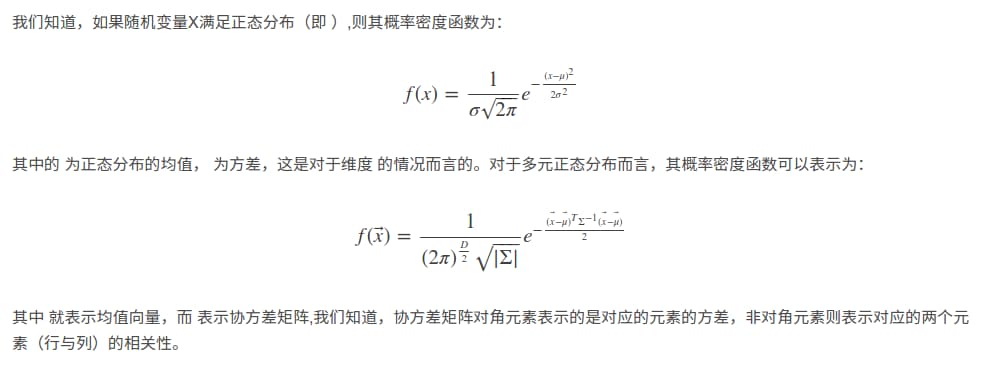 我们知道，如果随机变量X满足正态分布（即 ）,则其概率密度函数为：
f(x) = \frac{1}{\sigma\sqrt{2\pi}} e^{-\frac{(x-\mu)^2}{2\sigma^2}}
其中的 为正态分布的均值， 为方差，这是对于维度 的情况而言的。对于多元正态分布而言，其概率密度函数可以表示为：
f(\vec{x}) = \frac{1}{(2\pi)^{\frac{D}{2}} \sqrt{|\Sigma|}} e^{-\frac{(\vec{x}-\vec{\mu})^T \Sigma^{-1} (\vec{x}-\vec{\mu})}{2}}
其中 就表示均值向量，而 表示协方差矩阵,我们知道，协方差矩阵对角元素表示的是对应的元素的方差，非对角元素则表示对应的两个元
素（行与列）的相关性。